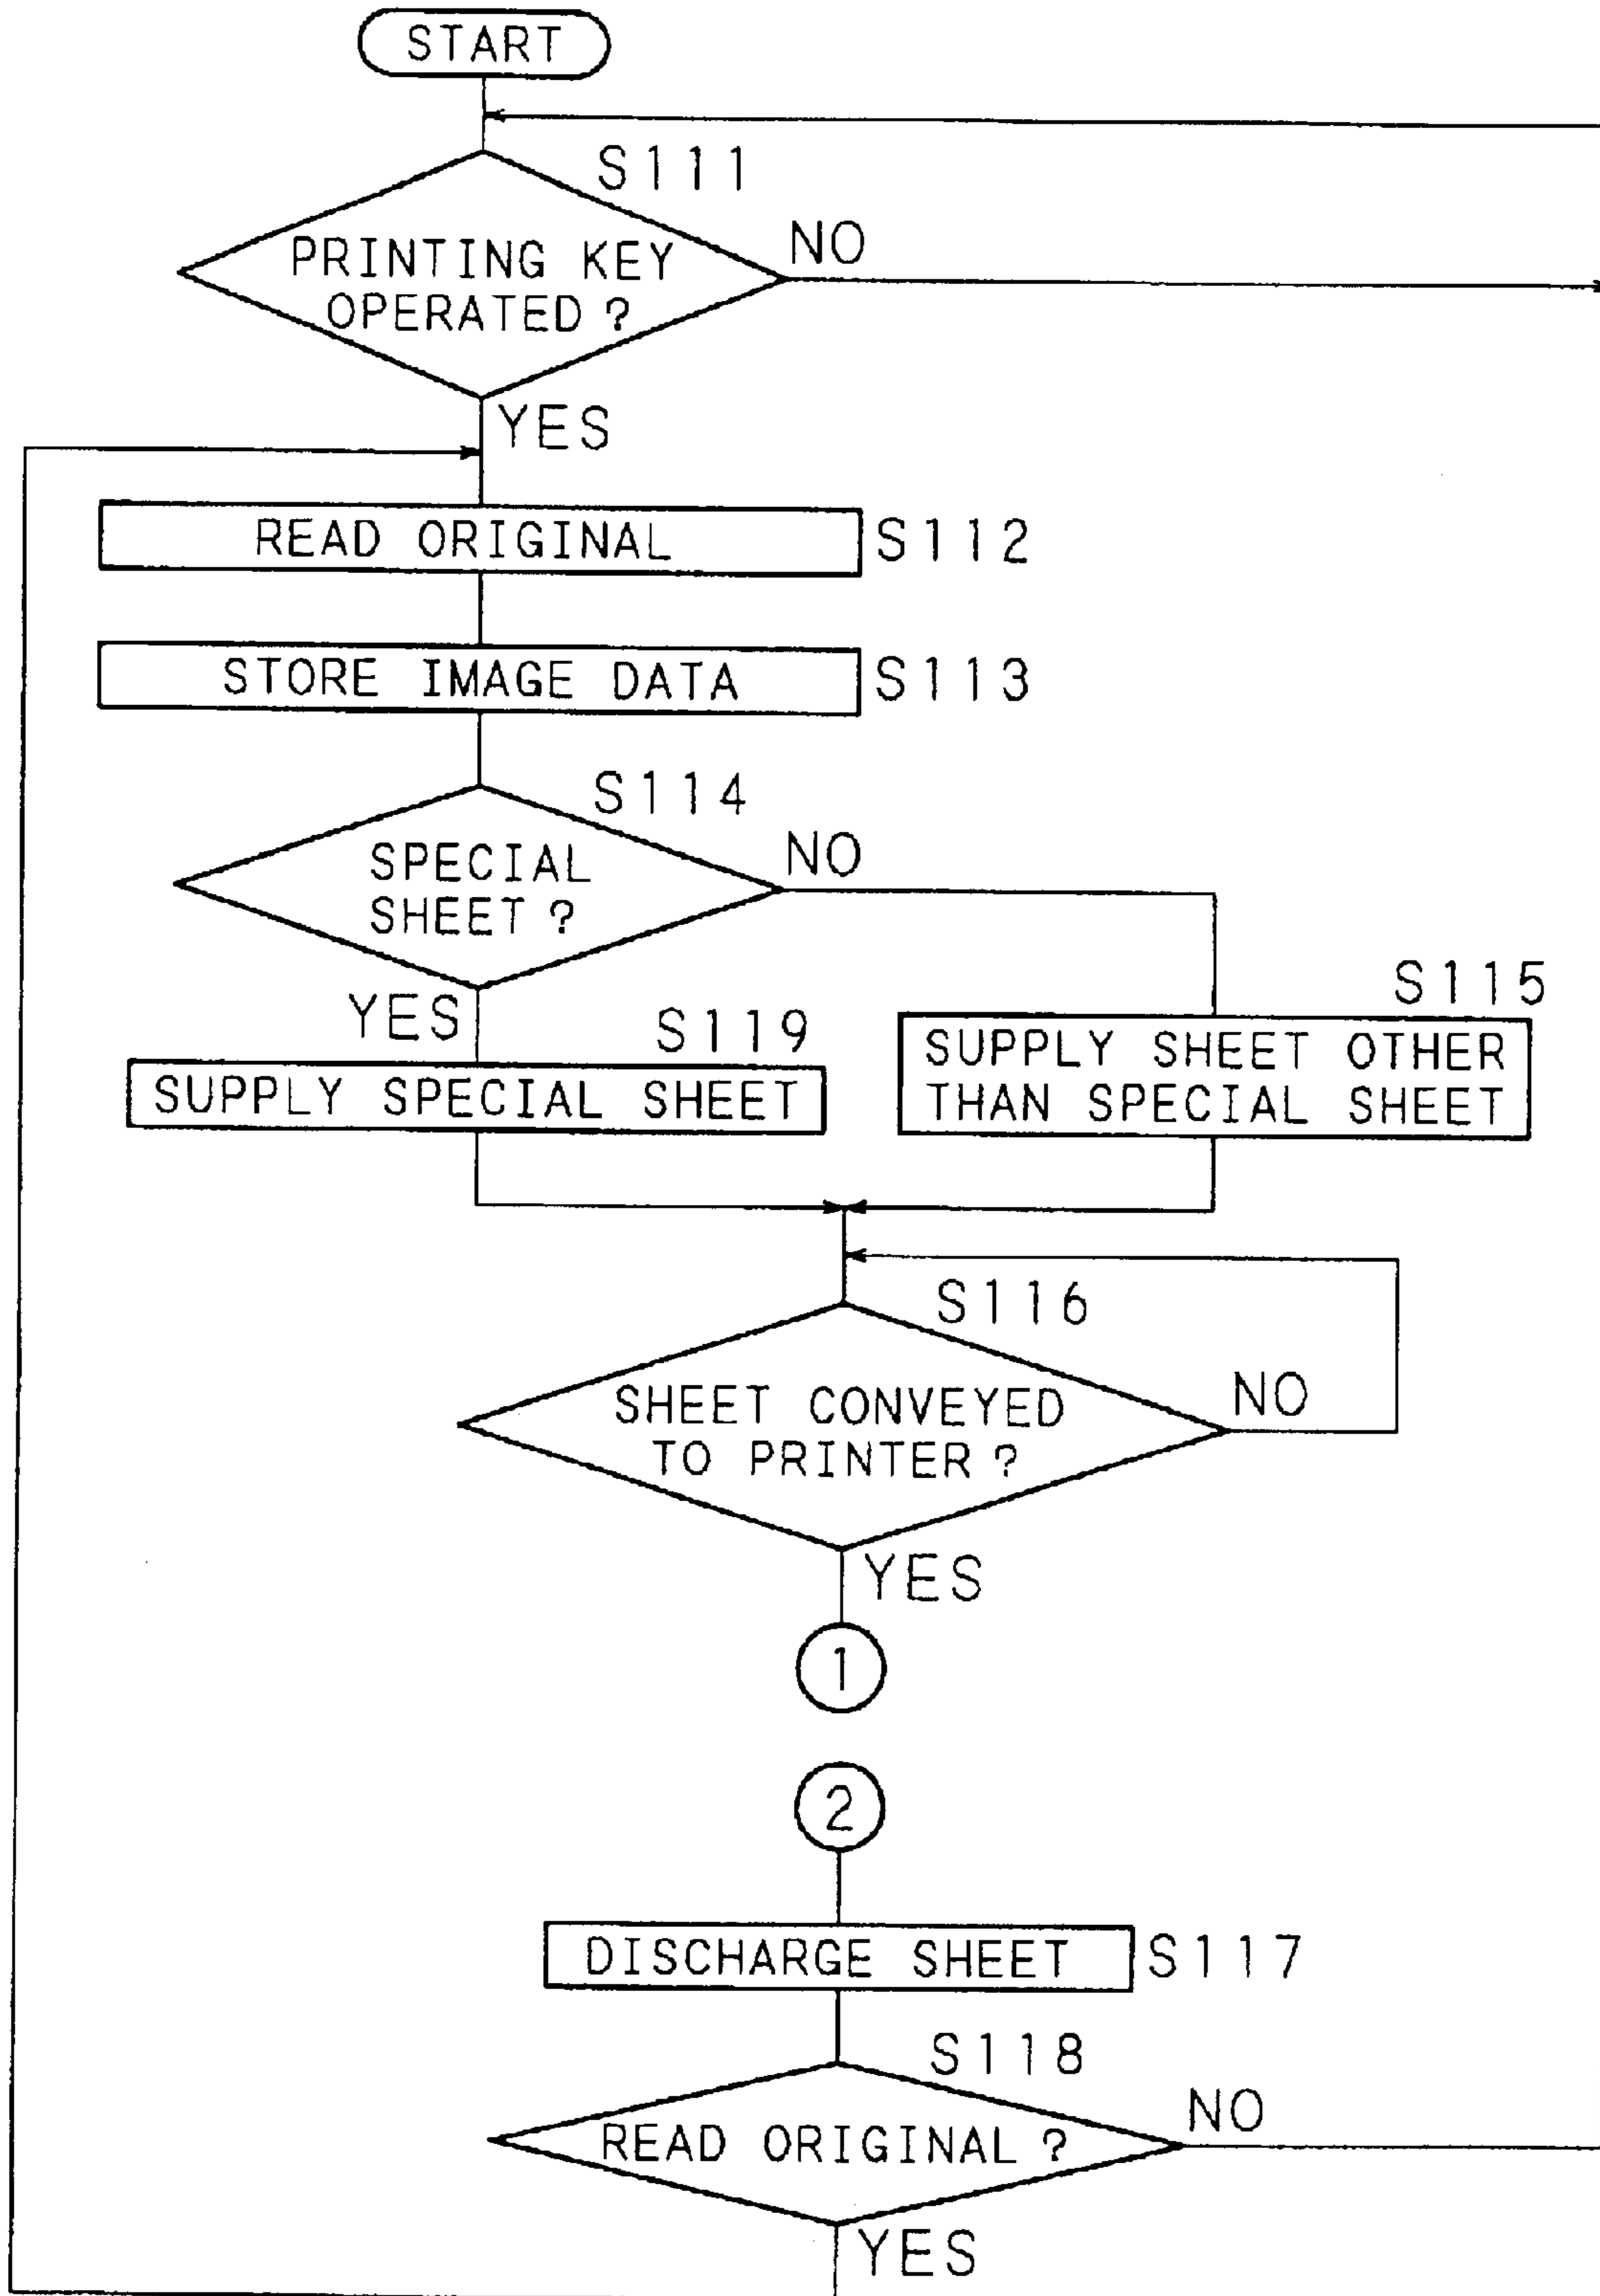 START
S111
PRINTING KEY
OPERATED ?
NO
YES
READ ORIGINAL
S112
STORE IMAGE DATA
S113
S114
SPECIAL
SHEET ?
NO
YES
S119
SUPPLY SPECIAL SHEET
S115
SUPPLY SHEET OTHER
THAN SPECIAL SHEET
S116
SHEET CONVEYED
TO PRINTER ?
NO
YES
1
2
DISCHARGE SHEET
S117
S118
READ ORIGINAL ?
NO
YES